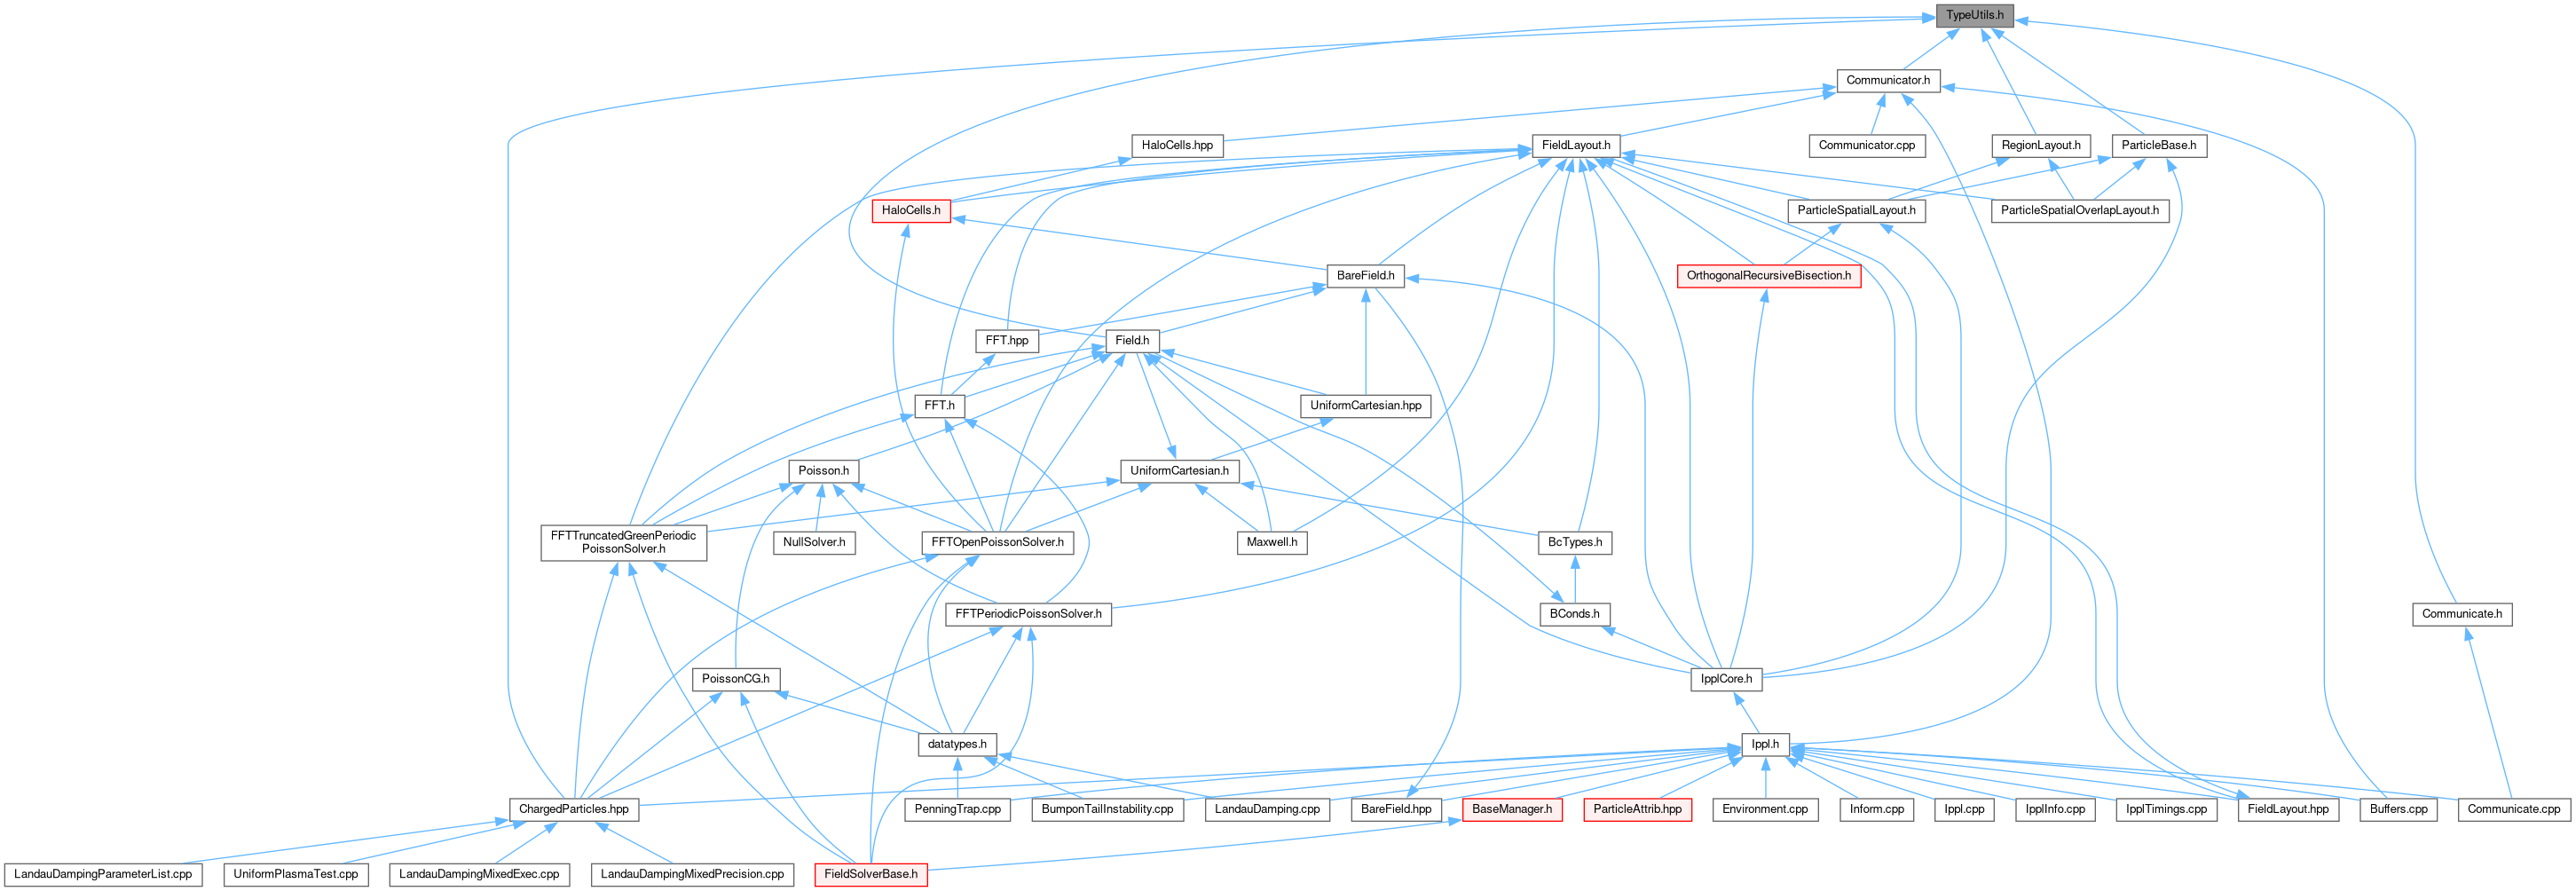 TypeUtils.h
Communicator.h
HaloCells.hpp
FieldLayout.h
Communicator.cpp
RegionLayout.h
ParticleBase.h
HaloCells.h
ParticleSpatialLayout.h
ParticleSpatialOverlapLayout.h
BareField.h
OrthogonalRecursiveBisection.h
FFT.hpp
Field.h
FFT.h
UniformCartesian.hpp
Poisson.h
UniformCartesian.h
FFTTruncatedGreenPeriodic
PoissonSolver.h
NullSolver.h
FFTOpenPoissonSolver.h
Maxwell.h
BcTypes.h
FFTPeriodicPoissonSolver.h
BConds.h
Communicate.h
PoissonCG.h
IpplCore.h
datatypes.h
Ippl.h
ChargedParticles.hpp
PenningTrap.cpp
BumponTailInstability.cpp
LandauDamping.cpp
BareField.hpp
BaseManager.h
ParticleAttrib.hpp
Environment.cpp
Inform.cpp
Ippl.cpp
IpplInfo.cpp
IpplTimings.cpp
FieldLayout.hpp
Buffers.cpp
Communicate.cpp
LandauDampingParameterList.cpp
UniformPlasmaTest.cpp
LandauDampingMixedExec.cpp
LandauDampingMixedPrecision.cpp
FieldSolverBase.h